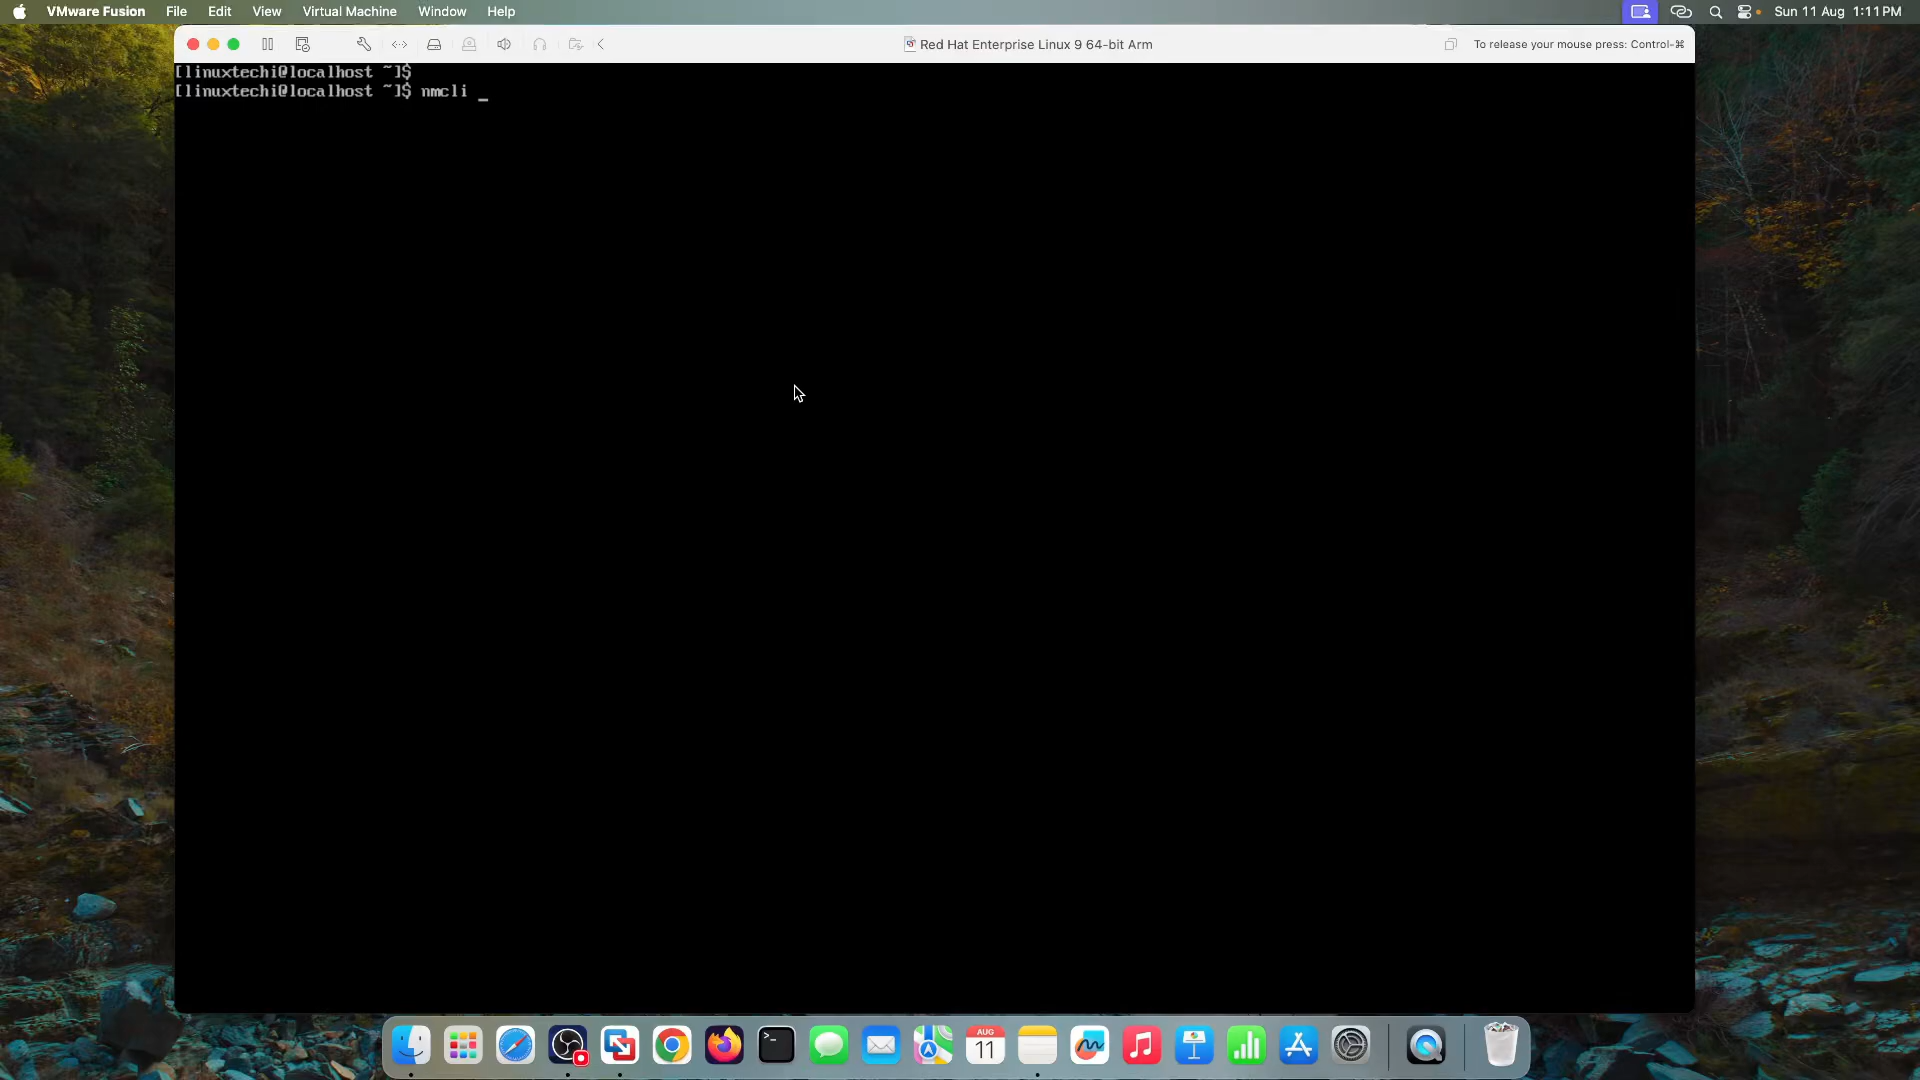 VMware Fusion File Edit View Virtual Machine Window Help Sun 11 Aug 1:11 PM
Red Hat Enterprise Linux 9 64-bit Arm To release your mouse press: Control-⌘
[linuxtechi@localhost ~]$
[linuxtechi@localhost ~]$ nmcli _
AUG
11